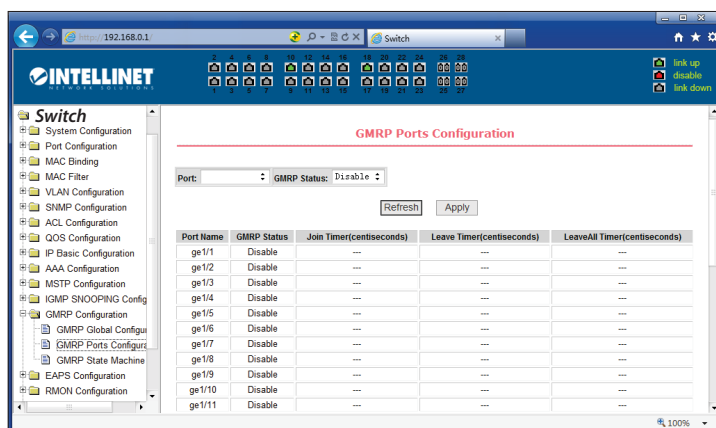 http://192.168.0.1/
Switch
2 4 6 8 10 12 14 16 18 20 22 24 26 28
1 3 5 7 9 11 13 15 17 19 21 23 25 27
INTELLINET
NETWORK SOLUTIONS
link up
disable
link down
Switch
System Configuration
Port Configuration
MAC Binding
MAC Filter
VLAN Configuration
SNMP Configuration
ACL Configuration
QOS Configuration
IP Basic Configuration
AAA Configuration
MSTP Configuration
IGMP SNOOPING Config
GMRP Configuration
GMRP Global Configu
GMRP Ports Configura
GMRP State Machine
EAPS Configuration
RMON Configuration
GMRP Ports Configuration
Port: GMRP Status: Disable
Refresh Apply
Port Name GMRP Status Join Timer(centiseconds) Leave Timer(centiseconds) LeaveAll Timer(centiseconds)
ge1/1 Disable --- --- ---
ge1/2 Disable --- --- ---
ge1/3 Disable --- --- ---
ge1/4 Disable --- --- ---
ge1/5 Disable --- --- ---
ge1/6 Disable --- --- ---
ge1/7 Disable --- --- ---
ge1/8 Disable --- --- ---
ge1/9 Disable --- --- ---
ge1/10 Disable --- --- ---
ge1/11 Disable --- --- ---
100%